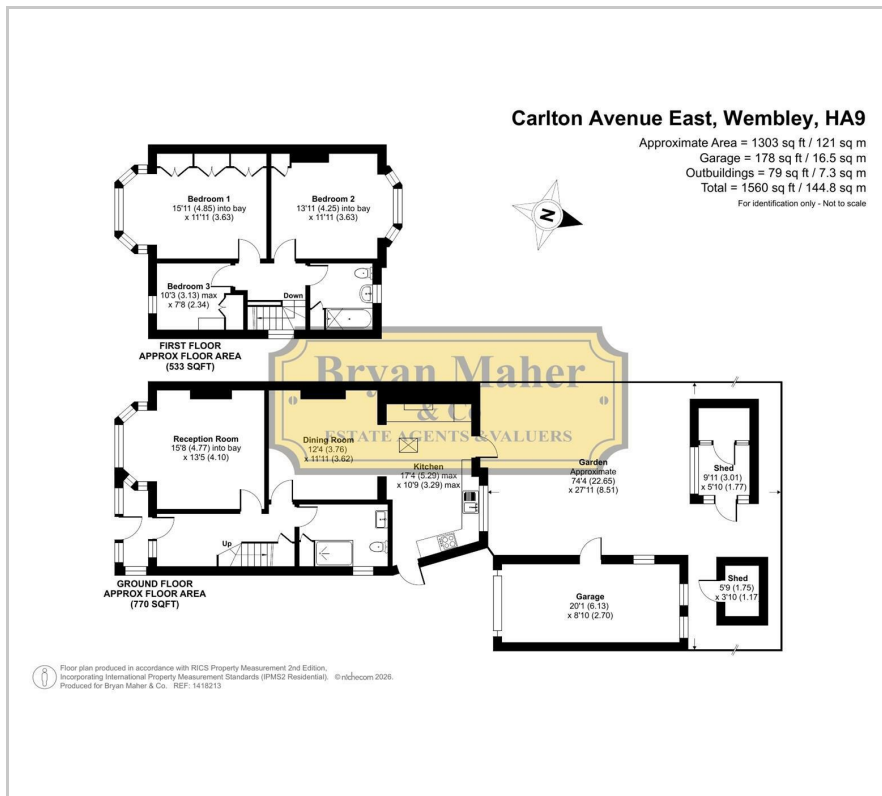 Carlton Avenue East, Wembley, HA9
Approximate Area = 1303 sq ft / 121 sq m
Garage = 178 sq ft / 16.5 sq m
Outbuildings = 79 sq ft / 7.3 sq m
Total = 1560 sq ft / 144.8 sq m
For identification only - Not to scale
N
Bedroom 1
15'11 (4.85) into bay
x 11'11 (3.63)
Bedroom 2
13'11 (4.25) into bay
x 11'11 (3.63)
Bedroom 3
10'3 (3.13) max
x 7'8 (2.34)
Down
FIRST FLOOR
APPROX FLOOR AREA
(533 SQFT)
Bryan Maher
& Co
ESTATE AGENTS & VALUERS
Reception Room
15'8 (4.77) into bay
x 13'5 (4.10)
Dining Room
12'4 (3.76)
x 11'11 (3.62)
Kitchen
17'4 (5.29) max
x 10'9 (3.29) max
Garden
Approximate
74'4 (22.65)
x 27'11 (8.51)
Shed
9'11 (3.01)
x 5'10 (1.77)
Up
Shed
5'9 (1.75)
x 3'10 (1.17)
Garage
20'1 (6.13)
x 8'10 (2.70)
GROUND FLOOR
APPROX FLOOR AREA
(770 SQFT)
Floor plan produced in accordance with RICS Property Measurement 2nd Edition,
Incorporating International Property Measurement Standards (IPMS2 Residential). © ntchecom 2026.
Produced for Bryan Maher & Co. REF: 1418213